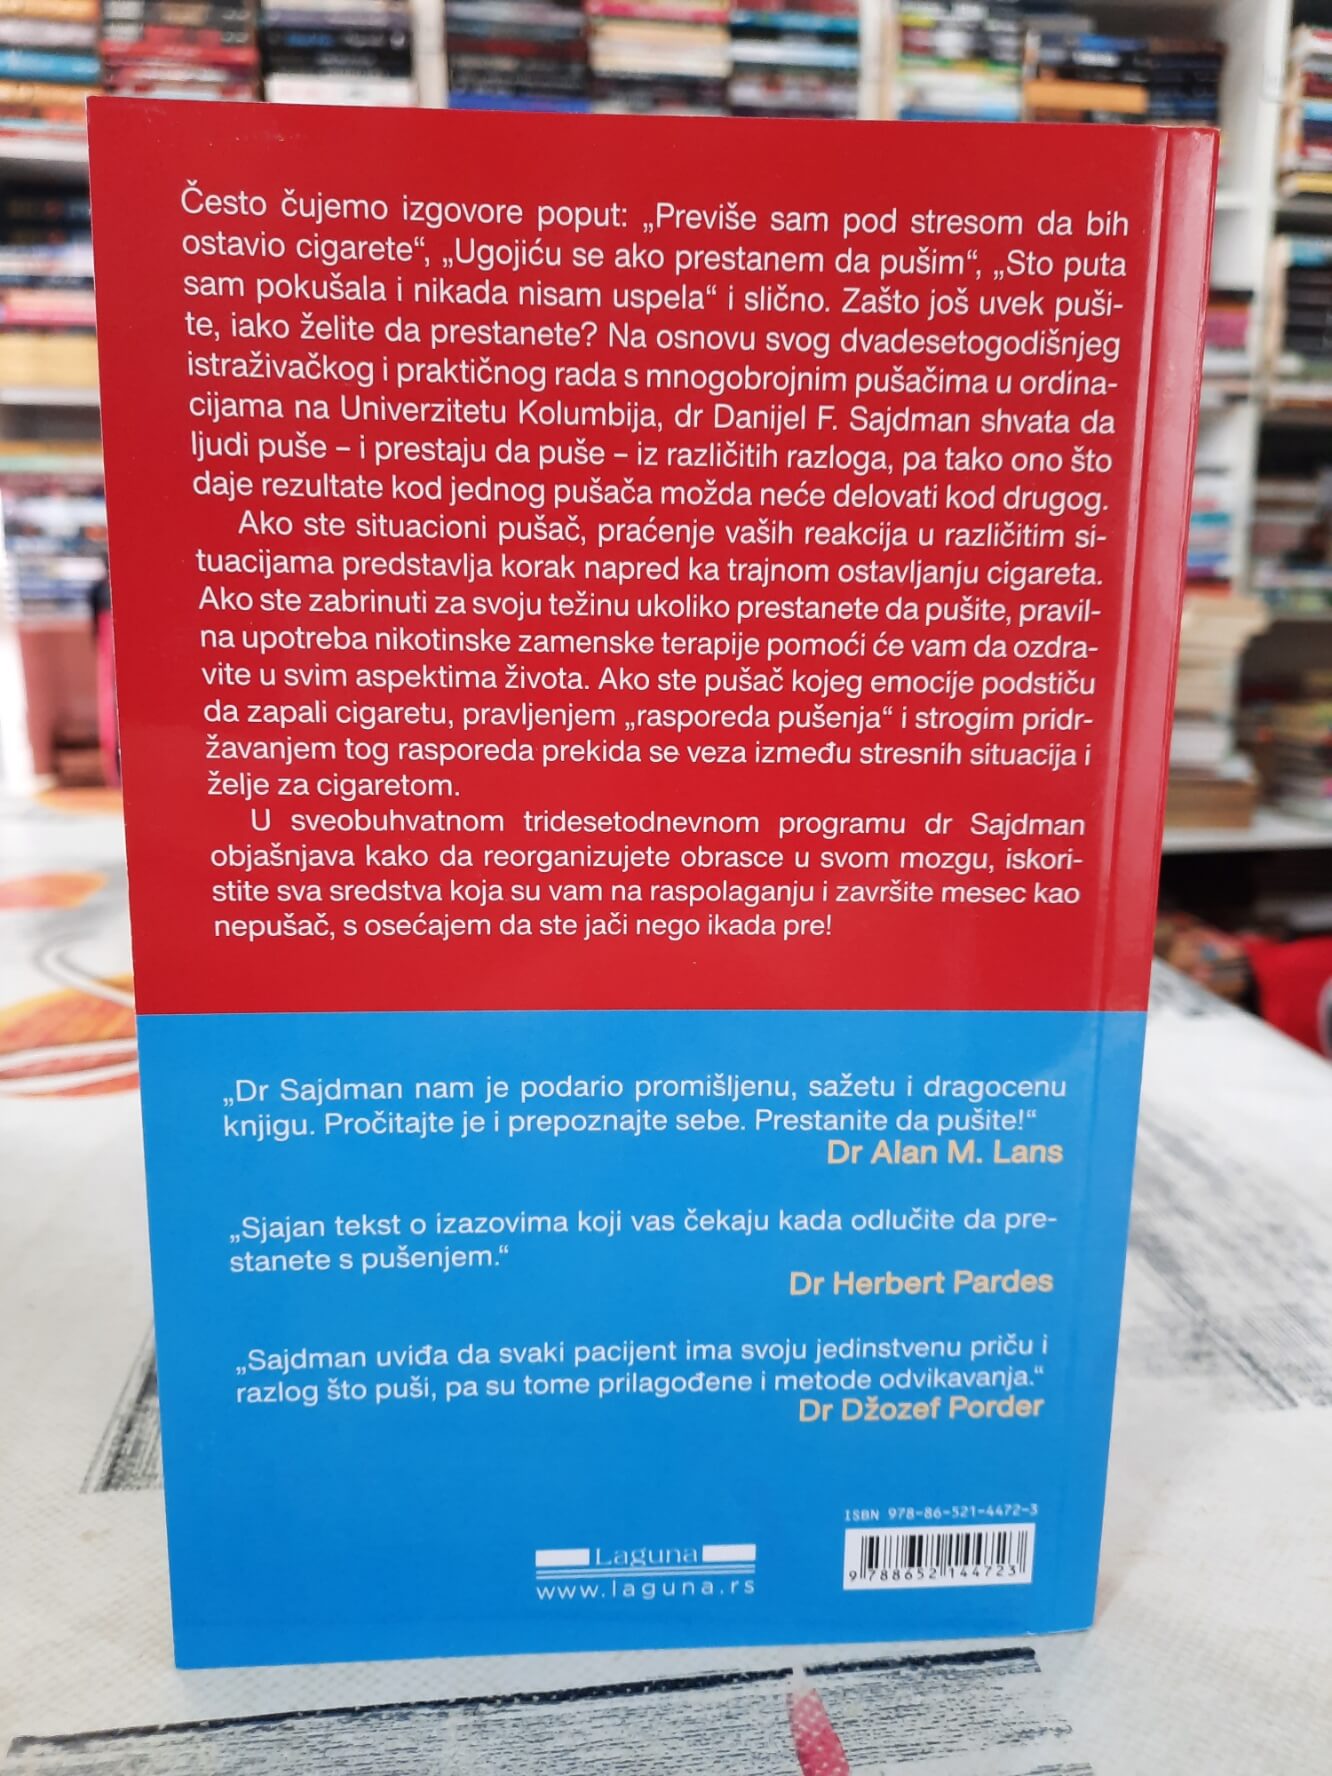 Često čujemo izgovore poput: „Previše sam pod stresom da bih
ostavio cigarete“, „Ugojiću se ako prestanem da pušim“, „Sto puta
sam pokušala i nikada nisam uspela“ i slično. Zašto još uvek puši-
te, iako želite da prestanete? Na osnovu svog dvadesetogodišnjeg
istraživačkog i praktičnog rada s mnogobrojnim pušačima u ordina-
cijama na Univerzitetu Kolumbija, dr Danijel F. Sajdman shvata da
ljudi puše – i prestaju da puše – iz različitih razloga, pa tako ono što
daje rezultate kod jednog pušača možda neće delovati kod drugog.
Ako ste situacioni pušač, praćenje vaših reakcija u različitim si-
tuacijama predstavlja korak napred ka trajnom ostavljanju cigareta.
Ako ste zabrinuti za svoju težinu ukoliko prestanete da pušite, pravil-
na upotreba nikotinske zamenske terapije pomoći će vam da ozdra-
vite u svim aspektima života. Ako ste pušač kojeg emocije podstiču
da zapali cigaretu, pravljenjem „rasporeda pušenja“ i strogim pridr-
žavanjem tog rasporeda prekida se veza između stresnih situacija i
želje za cigaretom.
U sveobuhvatnom tridesetodnevnom programu dr Sajdman
objašnjava kako da reorganizujete obrasce u svom mozgu, iskori-
stite sva sredstva koja su vam na raspolaganju i završite mesec kao
nepušač, s osećajem da ste jači nego ikada pre!
„Dr Sajdman nam je podario promišljenu, sažetu i dragocenu
knjigu. Pročitajte je i prepoznajte sebe. Prestanite da pušite!“
Dr Alan M. Lans
„Sjajan tekst o izazovima koji vas čekaju kada odlučite da pre-
stanete s pušenjem.“
Dr Herbert Pardes
„Sajdman uviđa da svaki pacijent ima svoju jedinstvenu priču i
razlog što puši, pa su tome prilagođene i metode odvikavanja.“
Dr Džozef Porder
ISBN 978-86-521-4472-3
Laguna
www.laguna.rs
9 788652 144723